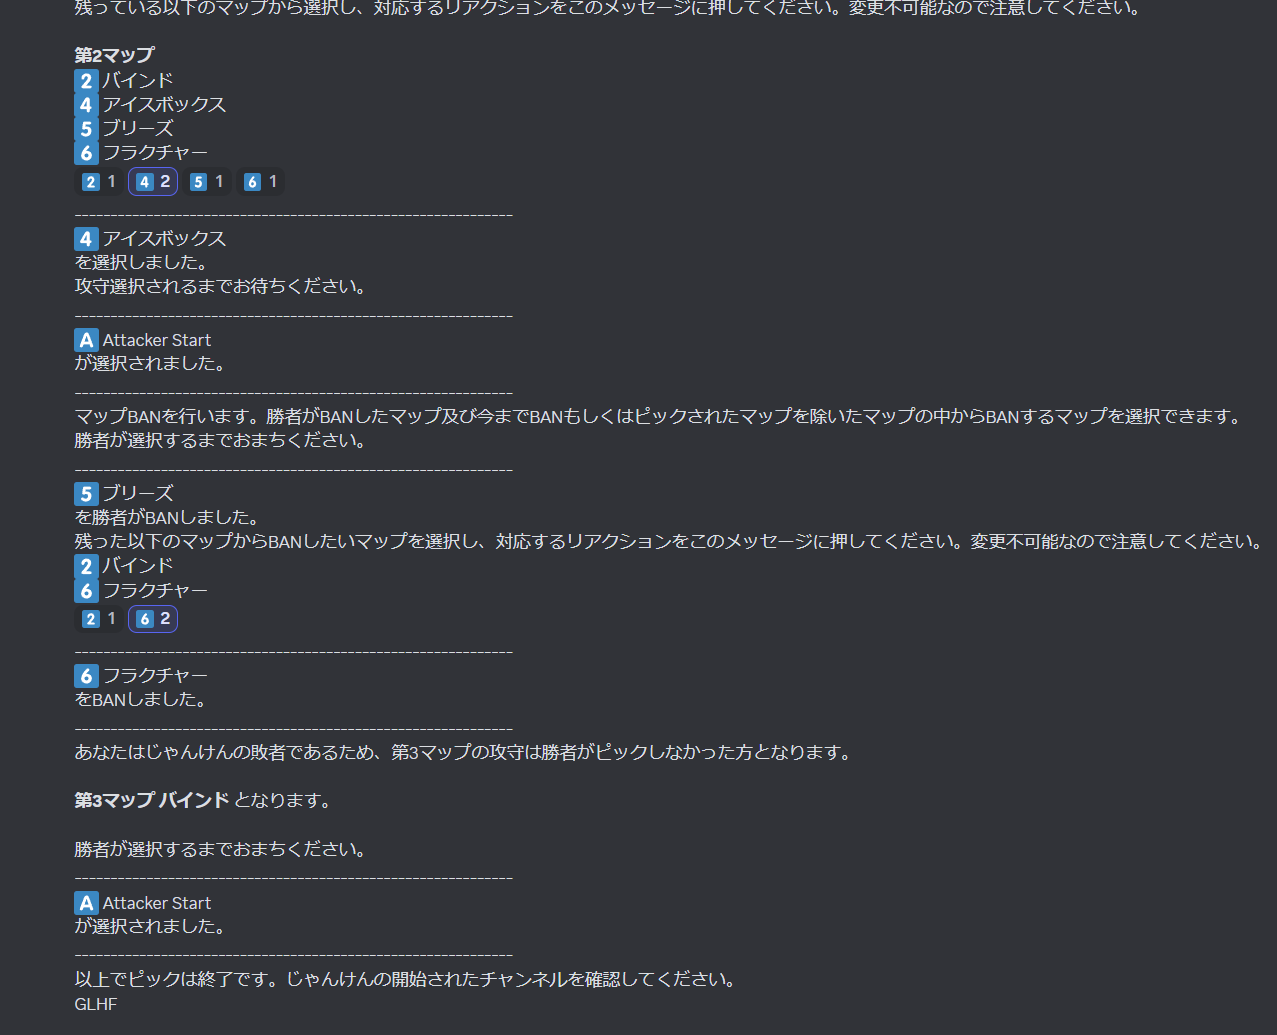 残っている以下のマップから選択し、対応するリアクションをこのメッセージに押してください。変更不可能なので注意してください。
第2マップ
2 バインド
4 アイスボックス
5 ブリーズ
6 フラクチャー
2 1 4 2 5 1 6 1
-------------------------------------------------------------
4 アイスボックス
を選択しました。
攻守選択されるまでお待ちください。
-------------------------------------------------------------
A Attacker Start
が選択されました。
-------------------------------------------------------------
マップBANを行います。勝者がBANしたマップ及び今までBANもしくはピックされたマップを除いたマップの中からBANするマップを選択できます。
勝者が選択するまでおまちください。
-------------------------------------------------------------
5 ブリーズ
を勝者がBANしました。
残った以下のマップからBANしたいマップを選択し、対応するリアクションをこのメッセージに押してください。変更不可能なので注意してください。
2 バインド
6 フラクチャー
2 1 6 2
-------------------------------------------------------------
6 フラクチャー
をBANしました。
-------------------------------------------------------------
あなたはじゃんけんの敗者であるため、第3マップの攻守は勝者がピックしなかった方となります。
第3マップ バインド となります。
勝者が選択するまでおまちください。
-------------------------------------------------------------
A Attacker Start
が選択されました。
-------------------------------------------------------------
以上でピックは終了です。じゃんけんの開始されたチャンネルを確認してください。
GLHF